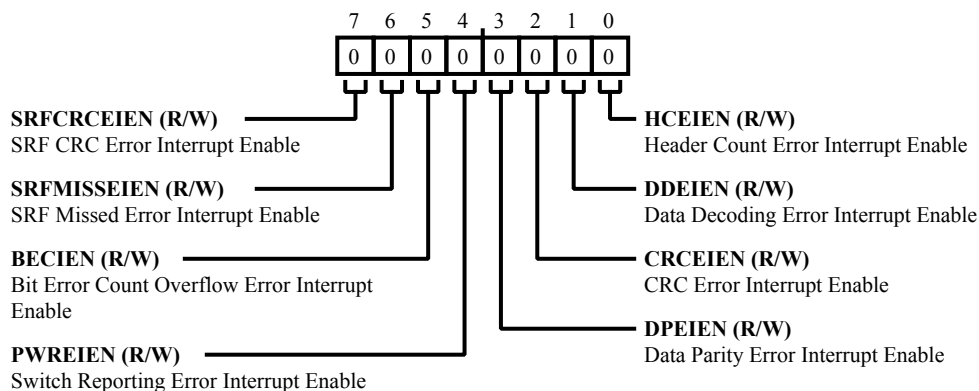 7 6 5 4 3 2 1 0
0 0 0 0 0 0 0 0
SRFCRCEIEN (R/W)
SRF CRC Error Interrupt Enable
SRFMISSEIEN (R/W)
SRF Missed Error Interrupt Enable
BECIEN (R/W)
Bit Error Count Overflow Error Interrupt
Enable
PWREIEN (R/W)
Switch Reporting Error Interrupt Enable
HCEIEN (R/W)
Header Count Error Interrupt Enable
DDEIEN (R/W)
Data Decoding Error Interrupt Enable
CRCEIEN (R/W)
CRC Error Interrupt Enable
DPEIEN (R/W)
Data Parity Error Interrupt Enable